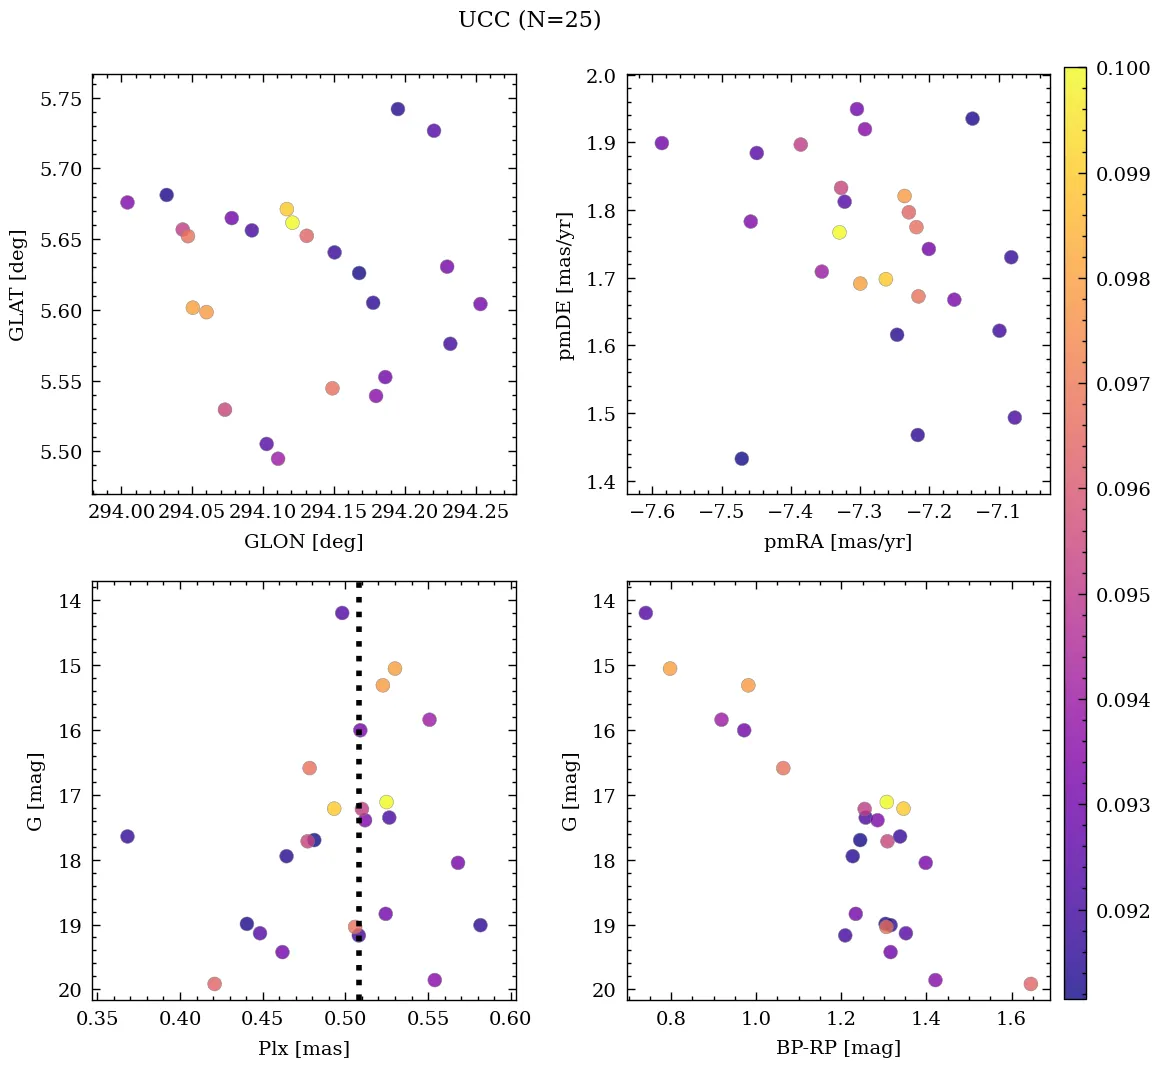 UCC (N=25)
5.75
5.70
5.65
5.60
5.55
5.50
GLAT [deg]
294.00 294.05 294.10 294.15 294.20 294.25
GLON [deg]
2.0
1.9
1.8
1.7
1.6
1.5
1.4
pmDE [mas/yr]
−7.6 −7.5 −7.4 −7.3 −7.2 −7.1
pmRA [mas/yr]
14
15
16
17
18
19
20
G [mag]
0.35 0.40 0.45 0.50 0.55 0.60
Plx [mas]
14
15
16
17
18
19
20
G [mag]
0.8 1.0 1.2 1.4 1.6
BP-RP [mag]
0.100
0.099
0.098
0.097
0.096
0.095
0.094
0.093
0.092